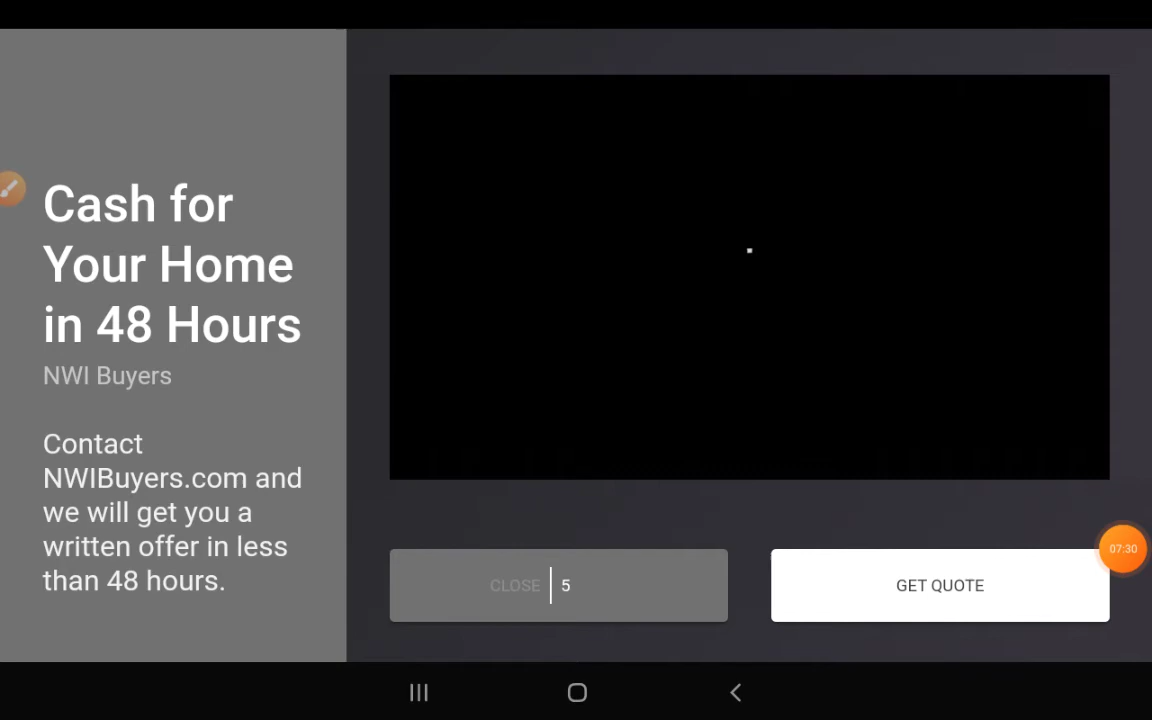 Cash for
Your Home
in 48 Hours
NWI Buyers
Contact
NWIBuyers.com and
we will get you a
written offer in less
than 48 hours.
CLOSE 5
GET QUOTE
07:30